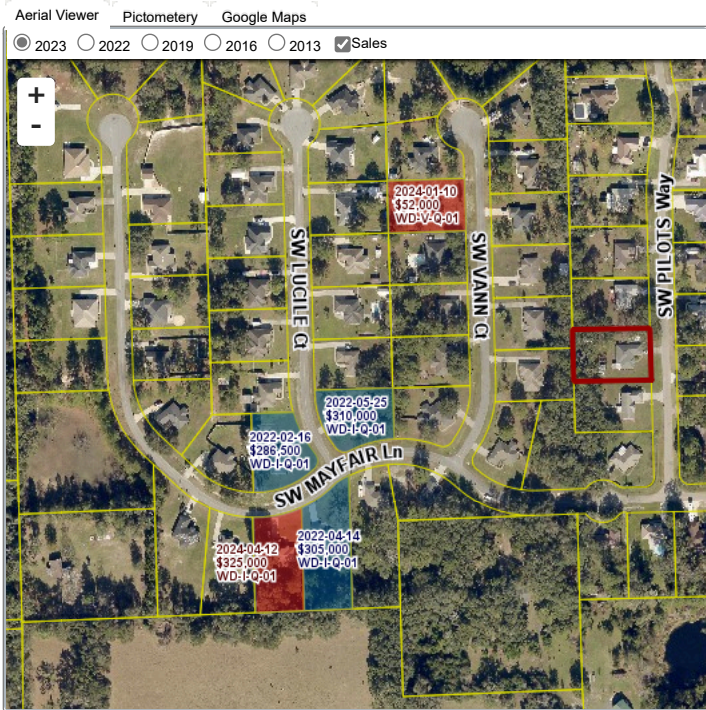 Aerial Viewer Pictometery Google Maps
2023 2022 2019 2016 2013 Sales
+
-
2024-01-10
$52,000
WD-V-Q-01
SW PILOTS Way
SW LUCILE Ct
SW VANN Ct
2022-05-25
$310,000
WD-I-Q-01
2022-02-16
$286,500
WD-I-Q-01
SW MAYFAIR Ln
2022-04-14
$305,000
WD-I-Q-01
2024-04-12
$325,000
WD-I-Q-01